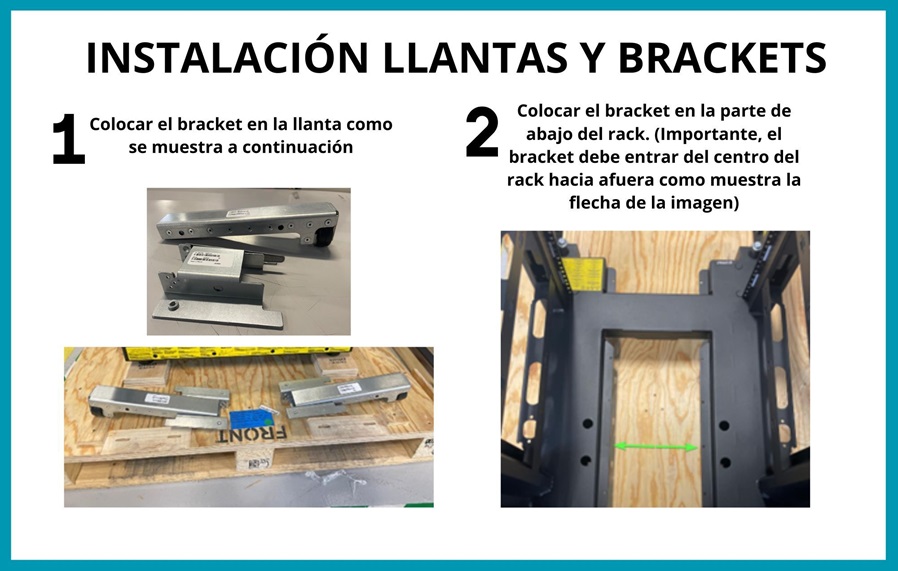 INSTALACIÓN LLANTAS Y BRACKETS
1
Colocar el bracket en la llanta como
se muestra a continuación
2
Colocar el bracket en la parte de
abajo del rack. (Importante, el
bracket debe entrar del centro del
rack hacia afuera como muestra la
flecha de la imagen)
FRONT